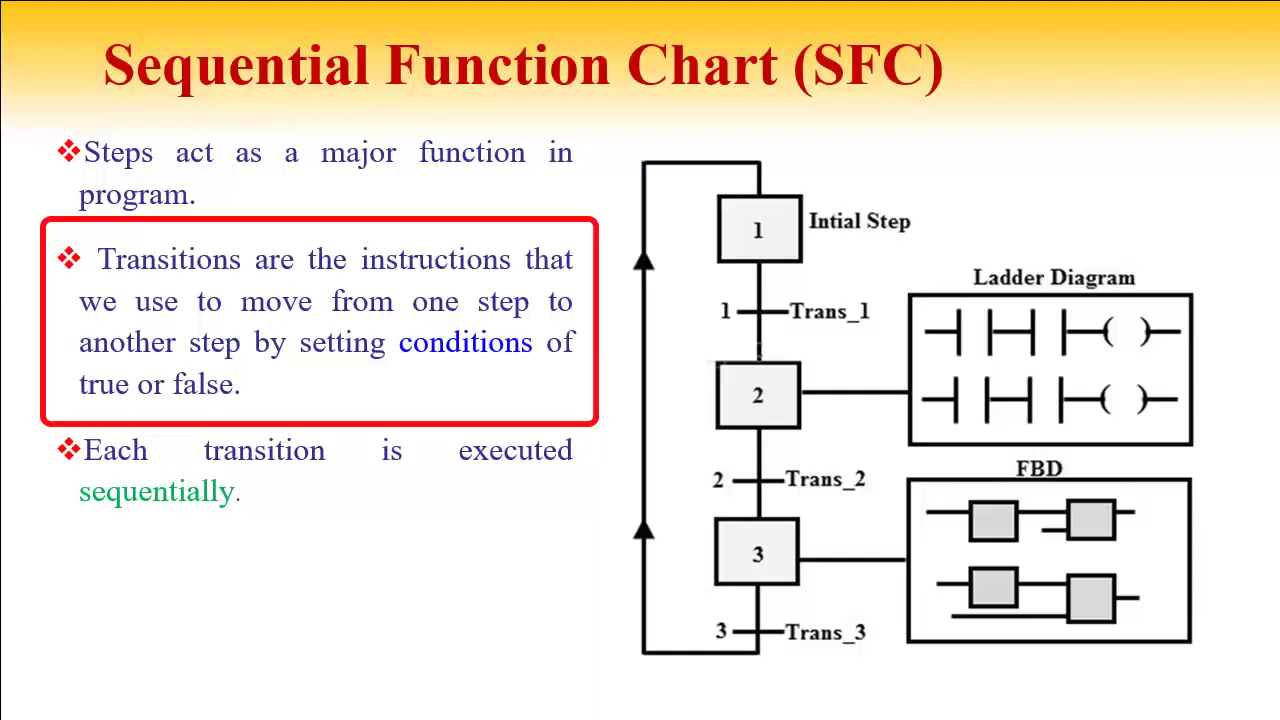 Sequential Function Chart (SFC)
❖Steps act as a major function in
program.
❖ Transitions are the instructions that
we use to move from one step to
another step by setting conditions of
true or false.
❖Each transition is executed
sequentially.
1
Intial Step
1 Trans_1
2
2 Trans_2
3
3 Trans_3
Ladder Diagram
FBD